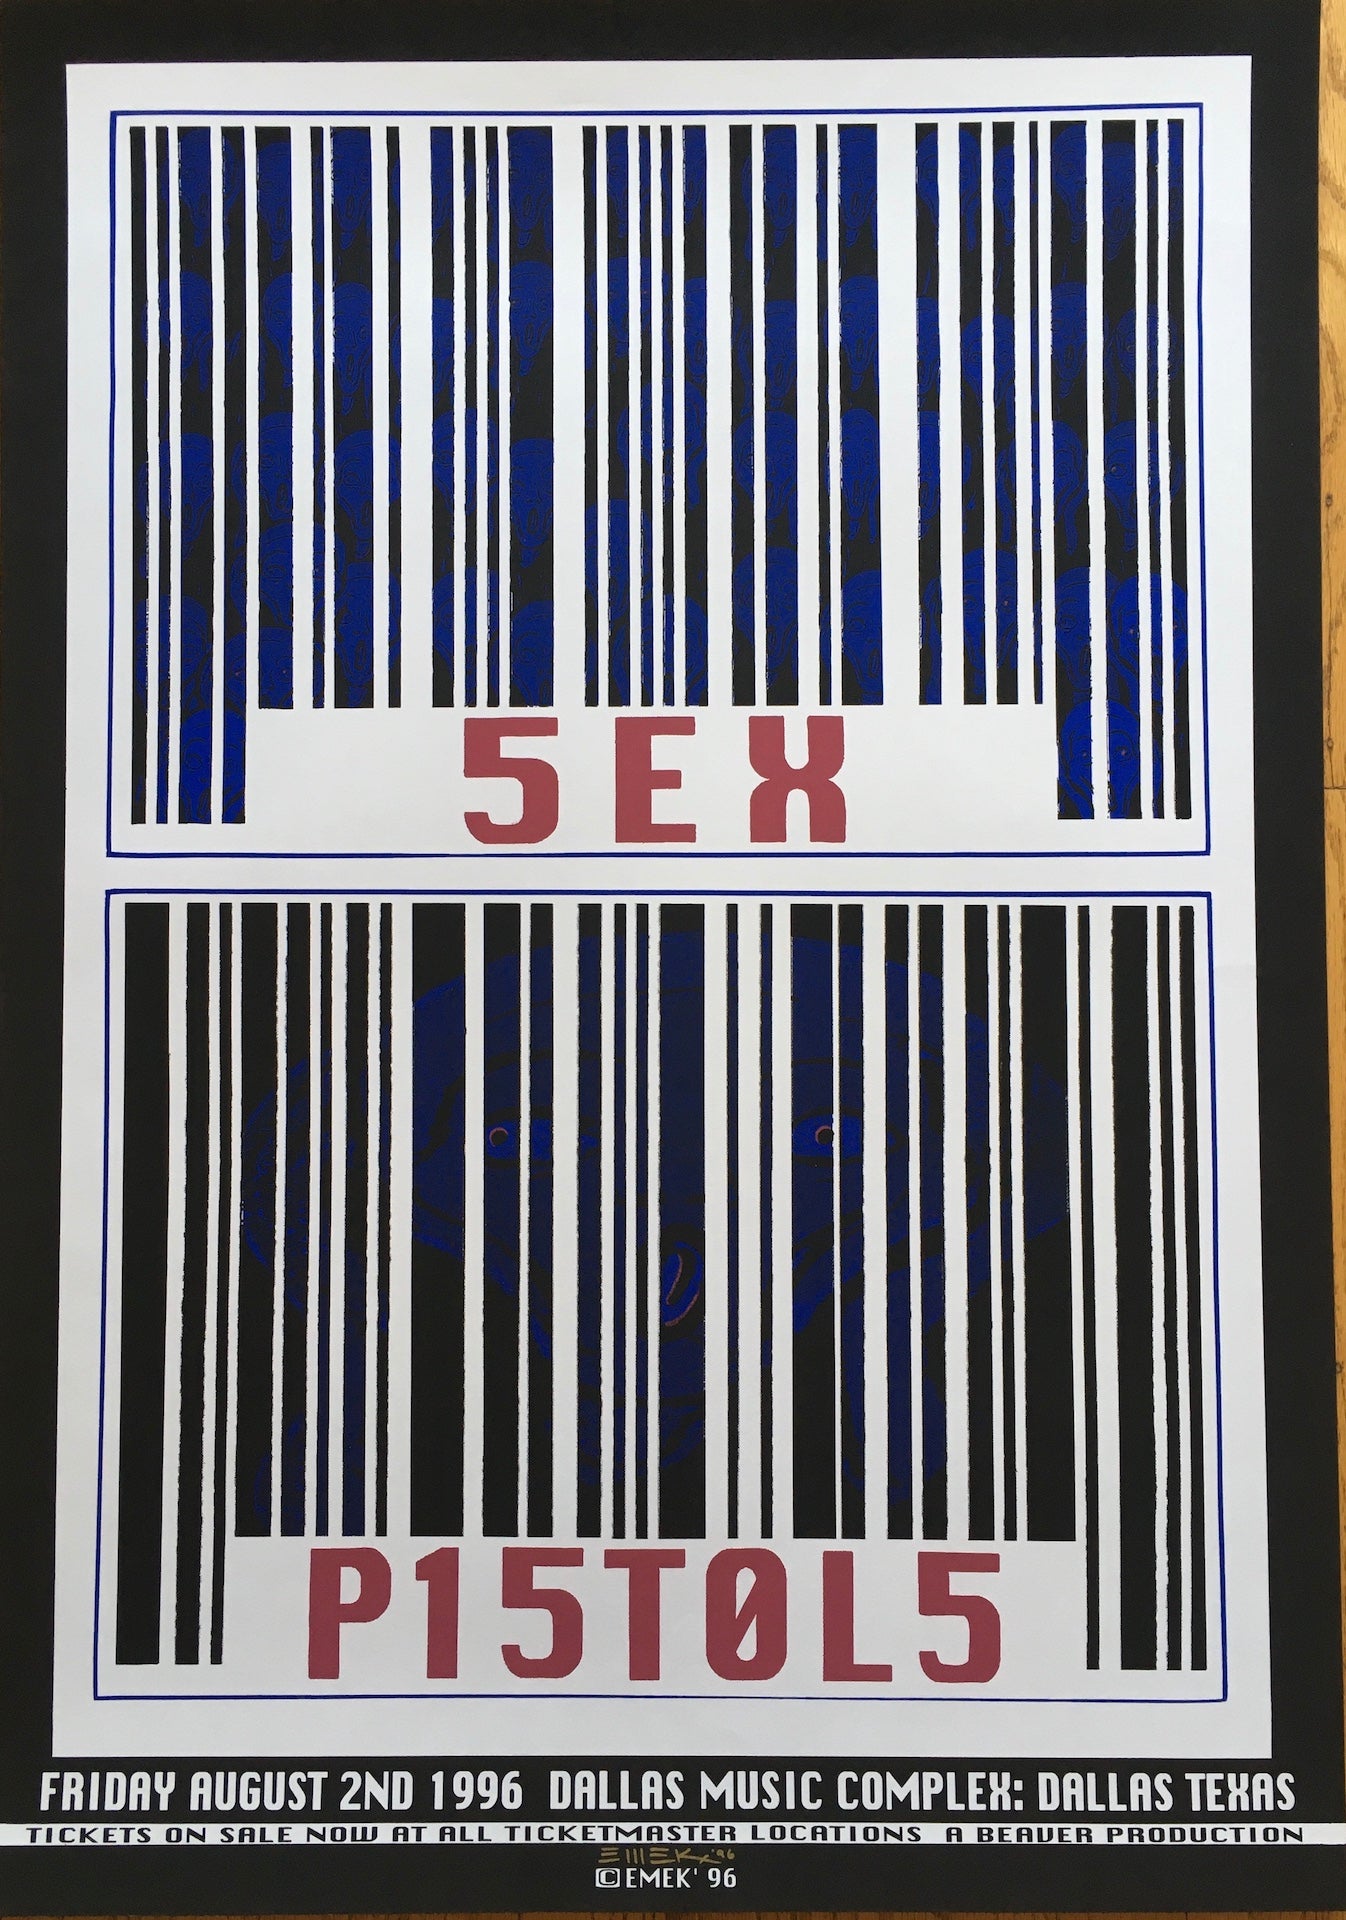 5EX
P15T0L5
FRIDAY AUGUST 2ND 1996 DALLAS MUSIC COMPLEX: DALLAS TEXAS
TICKETS ON SALE NOW AT ALL TICKETMASTER LOCATIONS A BEAVER PRODUCTION
EMEK '96
© EMEK' 96